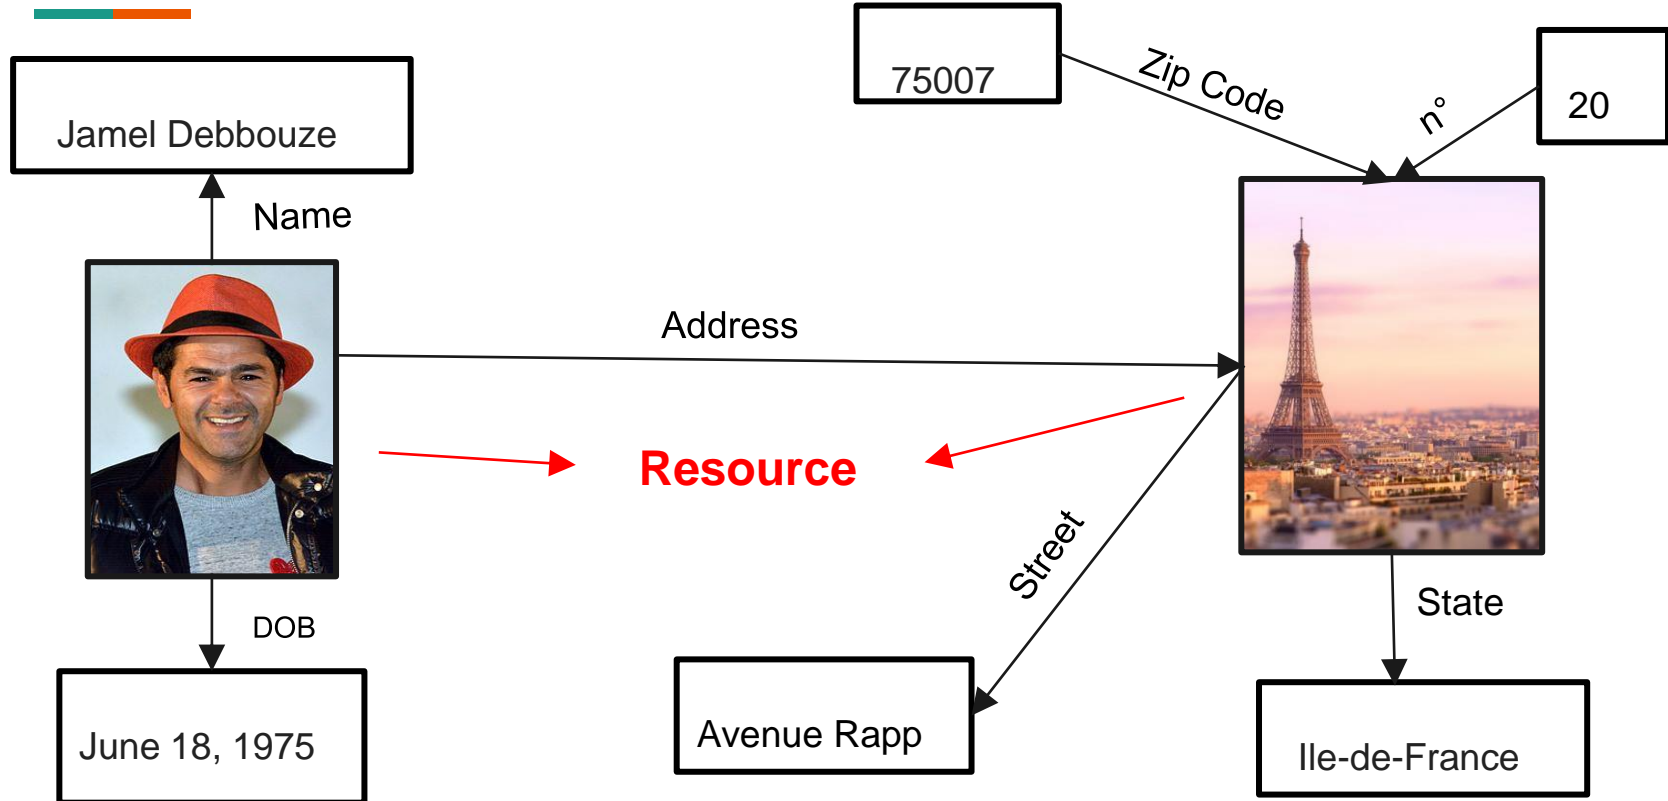 75007
Zip Code
n°
20
Jamel Debbouze
Name
Address
Resource
Street
State
DOB
June 18, 1975
Avenue Rapp
Ile-de-France